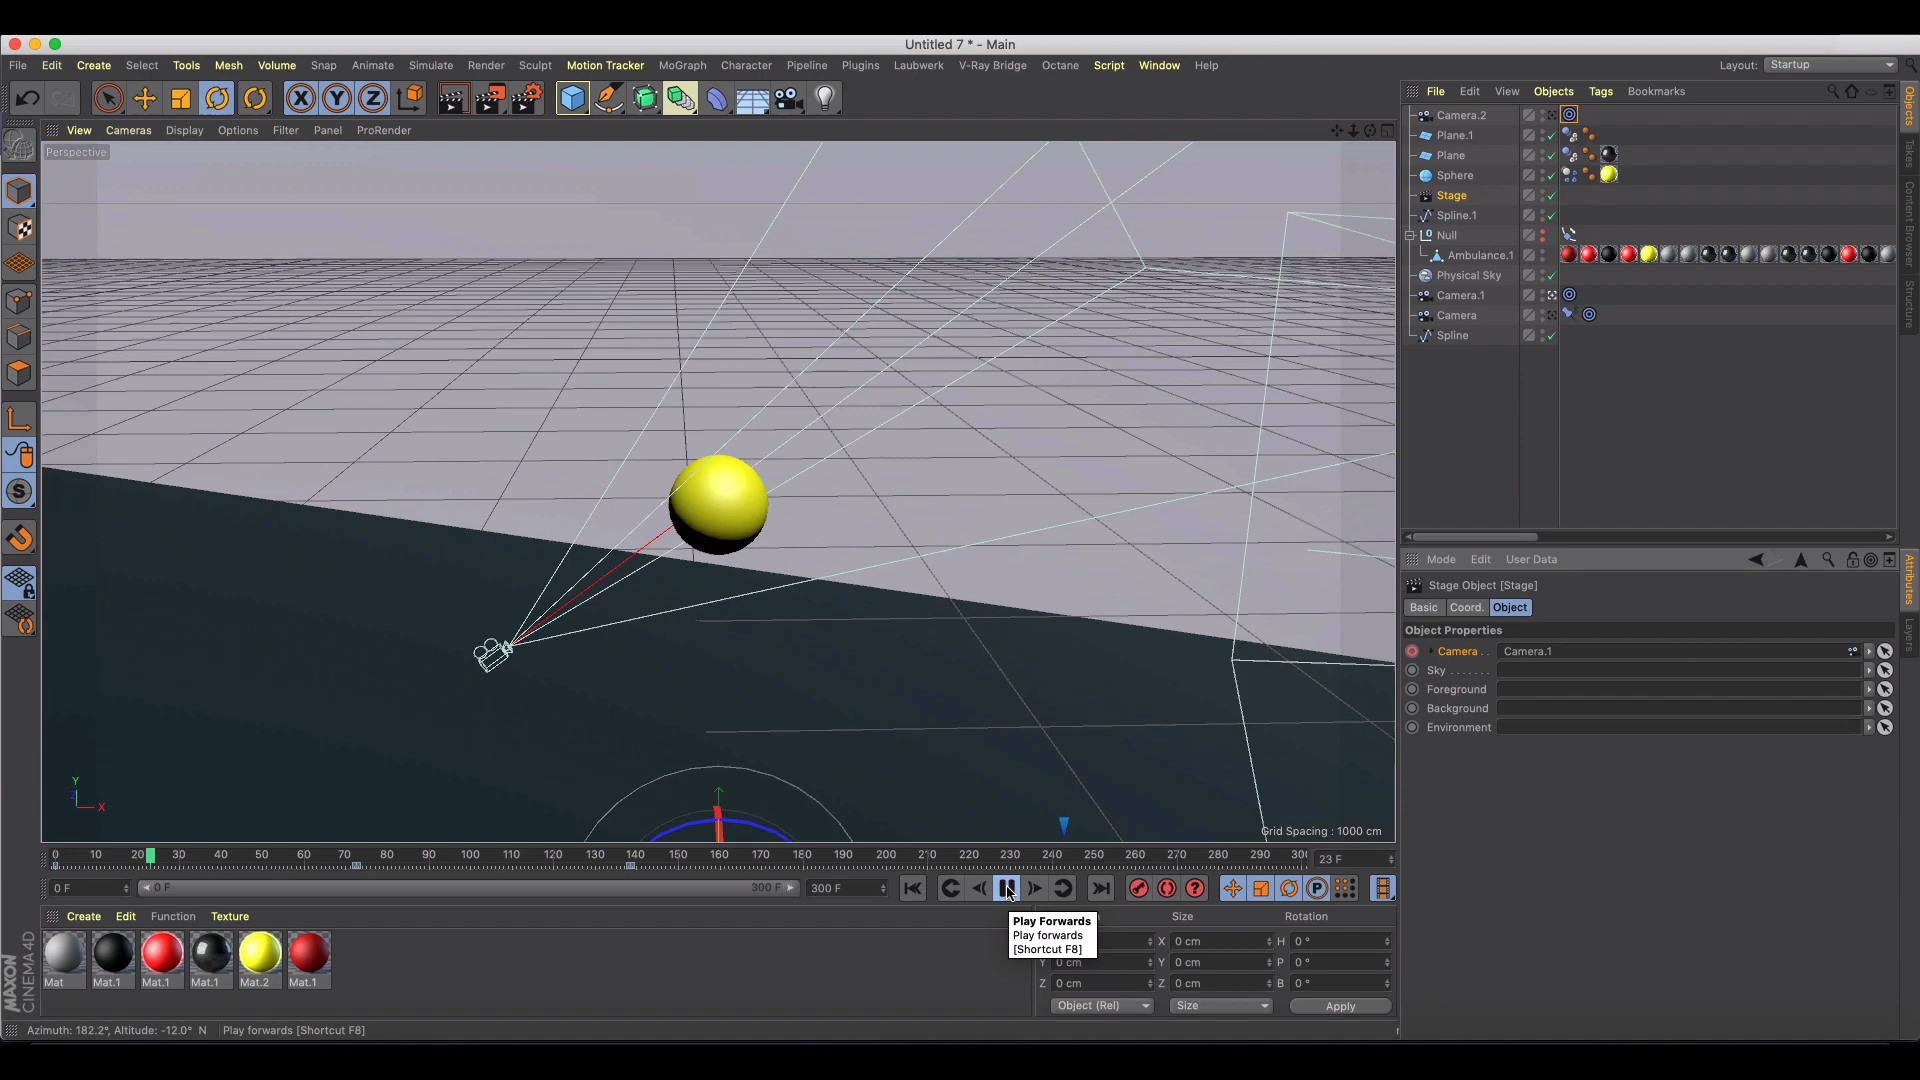 Untitled 7 * - Main
File Edit Create Select Tools Mesh Volume Snap Animate Simulate Render Sculpt Motion Tracker MoGraph Character Pipeline Plugins Laubwerk V-Ray Bridge Octane Script Window Help
Layout: Startup
View Cameras Display Options Filter Panel ProRender
Perspective
File Edit View Objects Tags Bookmarks
Camera.2
Plane.1
Plane
Sphere
Stage
Spline.1
Null
Ambulance.1
Physical Sky
Camera.1
Camera
Spline
Objects
Takes
Content Browser
Structure
Mode Edit User Data
Stage Object [Stage]
Basic Coord. Object
Object Properties
Camera . . Camera.1
Sky . . . . . . .
Foreground
Background
Environment
Attributes
Layers
Y
Z
X
Grid Spacing : 1000 cm
0 10 20 30 40 50 60 70 80 90 100 110 120 130 140 150 160 170 180 190 200 210 220 230 240 250 260 270 280 290 23 F
0 F 0 F 300 F 300 F
Play Forwards
Play forwards
[Shortcut F8]
Create Edit Function Texture
Mat Mat.1 Mat.1 Mat.1 Mat.2 Mat.1
Size Rotation
X 0 cm H 0 °
Y 0 cm Y 0 cm P 0 °
Z 0 cm Z 0 cm B 0 °
Object (Rel) Size Apply
MAXON
CINEMA 4D
Azimuth: 182.2°, Altitude: -12.0° N Play forwards [Shortcut F8]